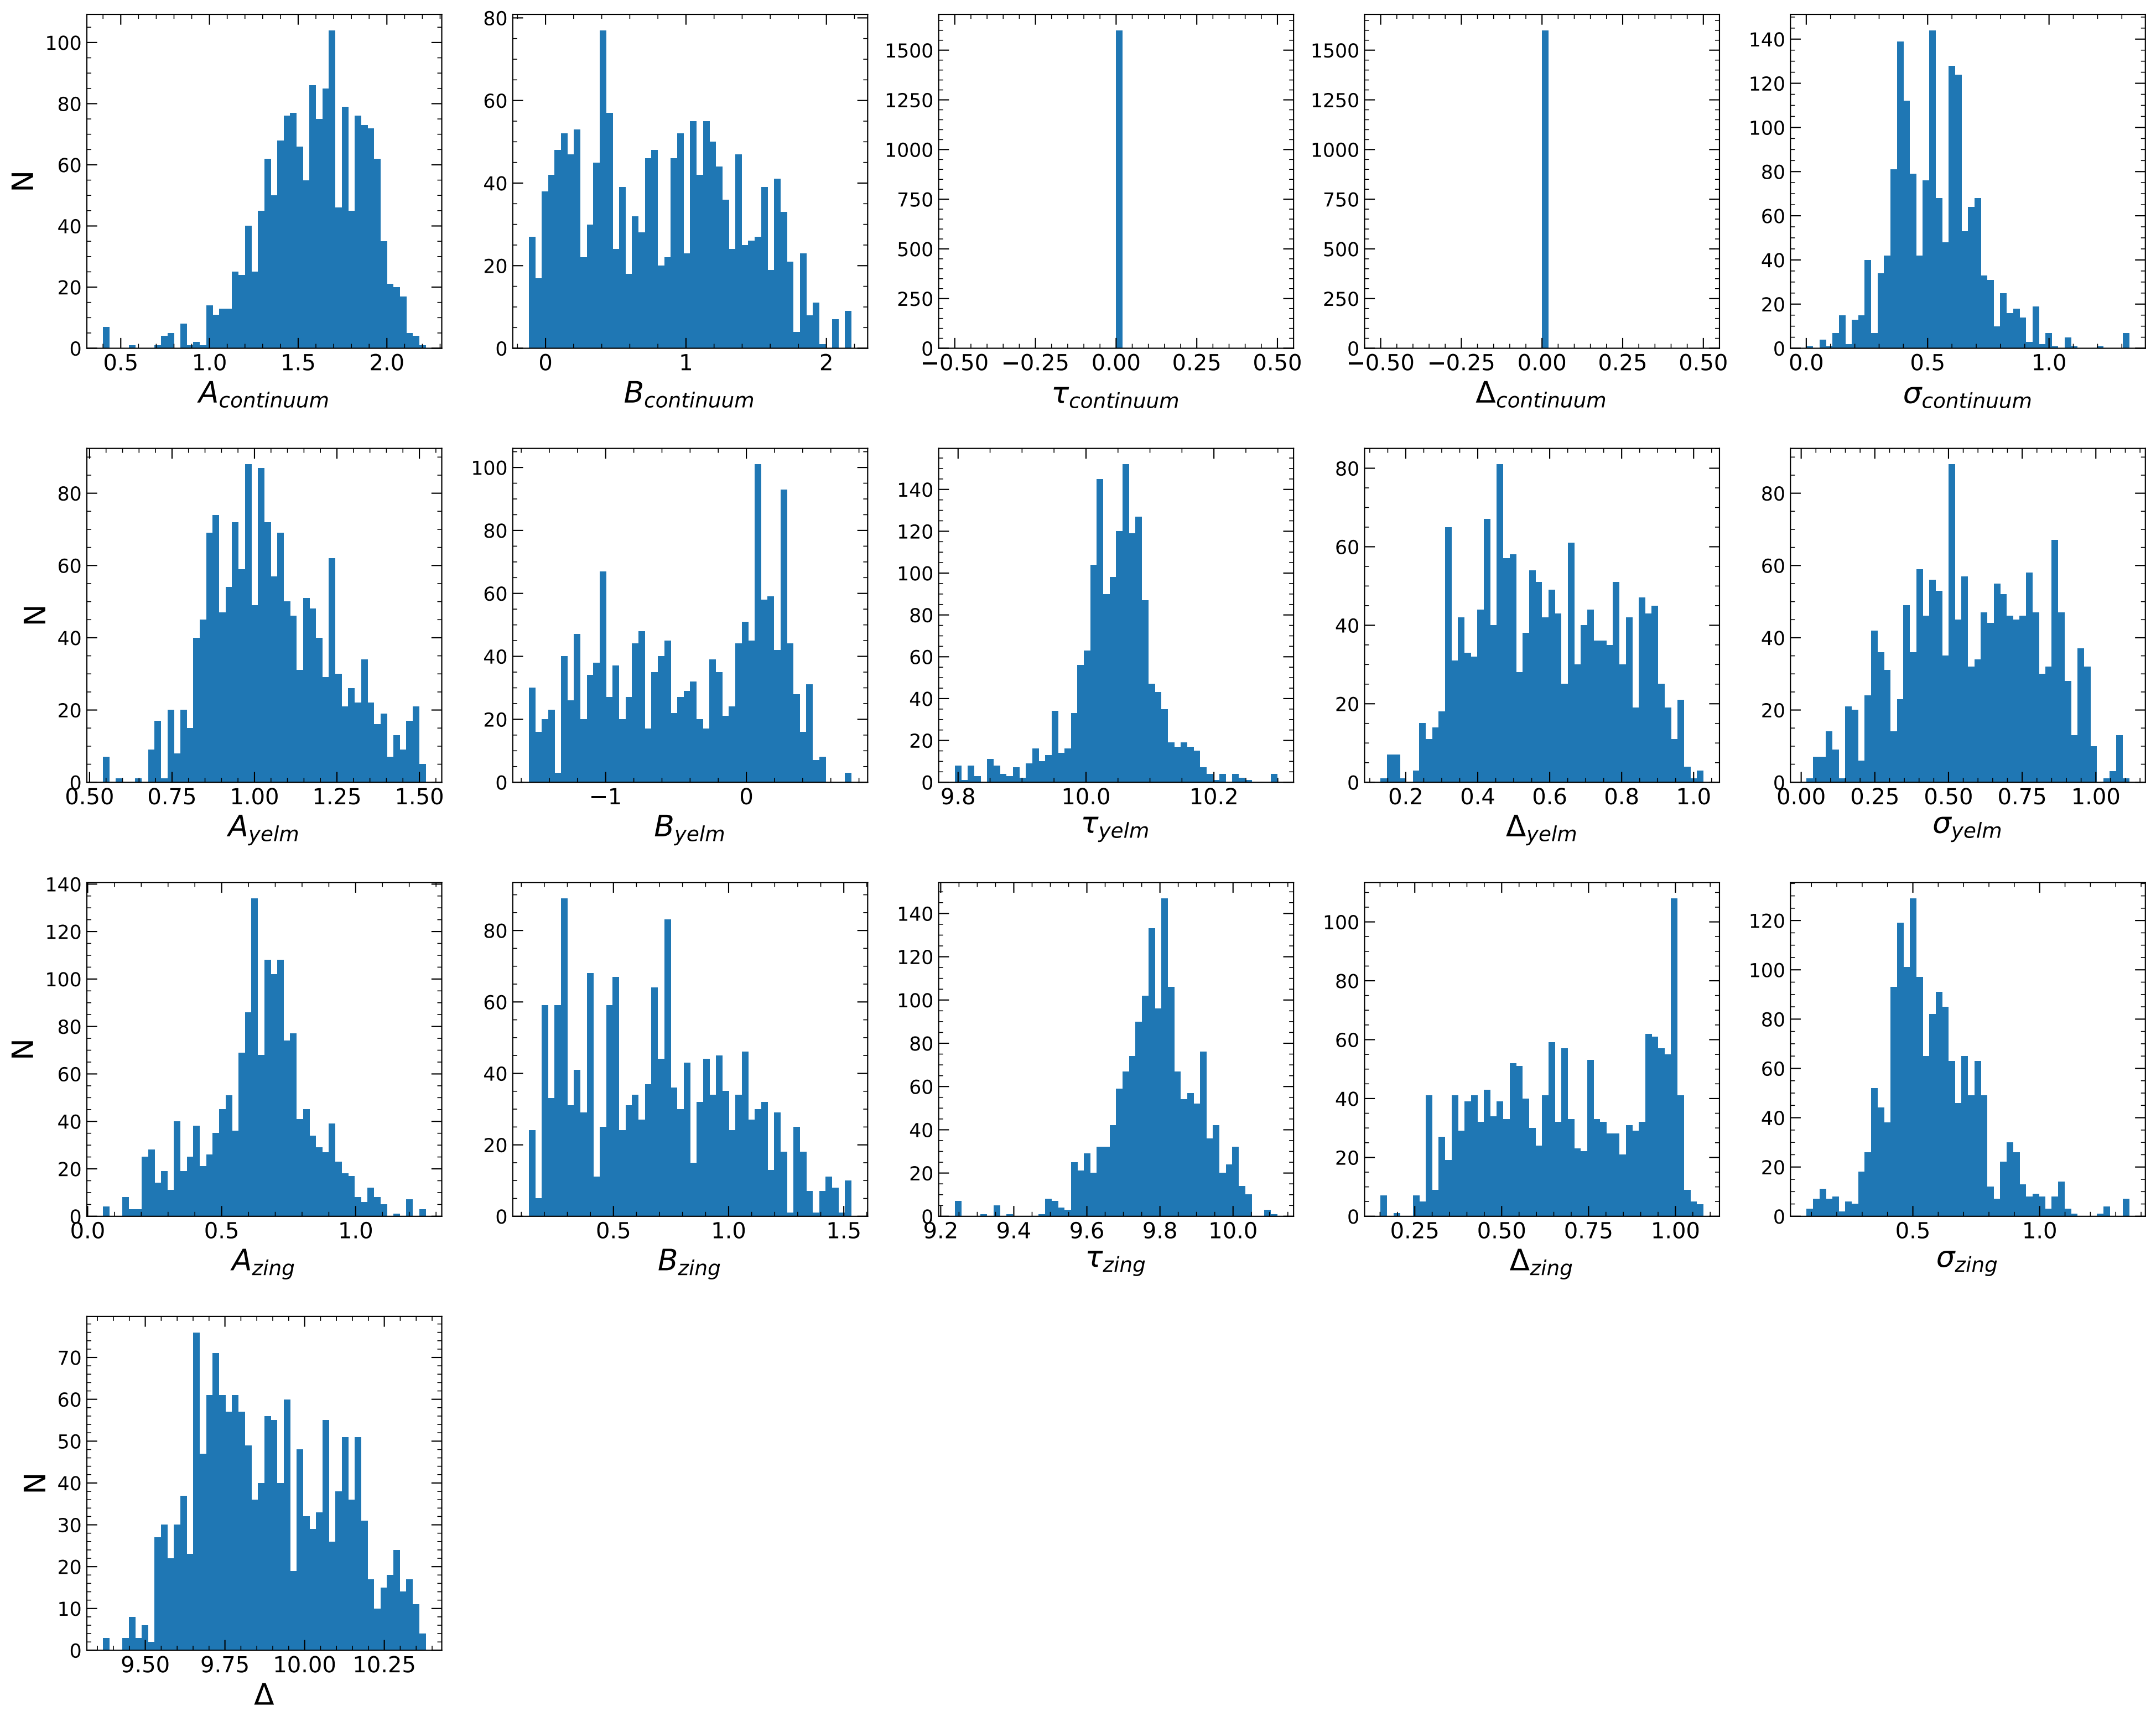 N
0 20 40 60 80 100
0.5 1.0 1.5 2.0
A_continuum
0 20 40 60 80
0 1 2
B_continuum
0 250 500 750 1000 1250 1500
−0.50 −0.25 0.00 0.25 0.50
τ_continuum
0 250 500 750 1000 1250 1500
−0.50 −0.25 0.00 0.25 0.50
Δ_continuum
0 20 40 60 80 100 120 140
0.0 0.5 1.0
σ_continuum
N
0 20 40 60 80
0.50 0.75 1.00 1.25 1.50
A_yelm
0 20 40 60 80 100
−1 0
B_yelm
0 20 40 60 80 100 120 140
9.8 10.0 10.2
τ_yelm
0 20 40 60 80
0.2 0.4 0.6 0.8 1.0
Δ_yelm
0 20 40 60 80
0.00 0.25 0.50 0.75 1.00
σ_yelm
N
0 20 40 60 80 100 120 140
0.0 0.5 1.0
A_zing
0 20 40 60 80
0.5 1.0 1.5
B_zing
0 20 40 60 80 100 120 140
9.2 9.4 9.6 9.8 10.0
τ_zing
0 20 40 60 80 100
0.25 0.50 0.75 1.00
Δ_zing
0 20 40 60 80 100 120
0.5 1.0
σ_zing
N
0 10 20 30 40 50 60 70
9.50 9.75 10.00 10.25
Δ